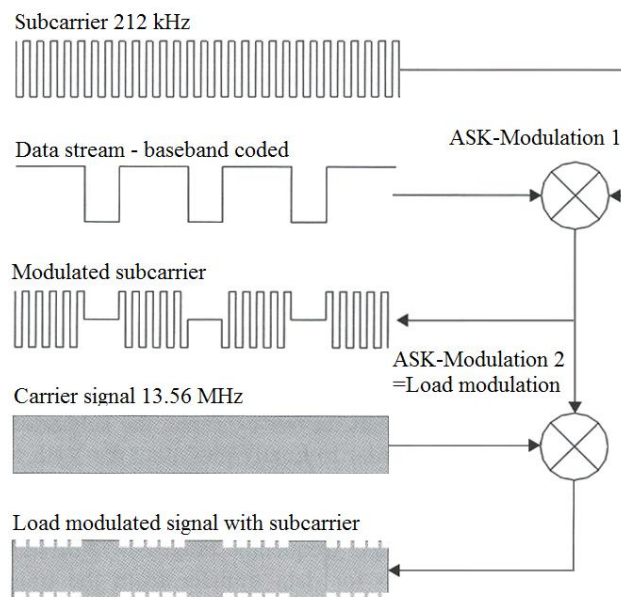 Subcarrier 212 kHz
Data stream - baseband coded
ASK-Modulation 1
Modulated subcarrier
ASK-Modulation 2
=Load modulation
Carrier signal 13.56 MHz
Load modulated signal with subcarrier